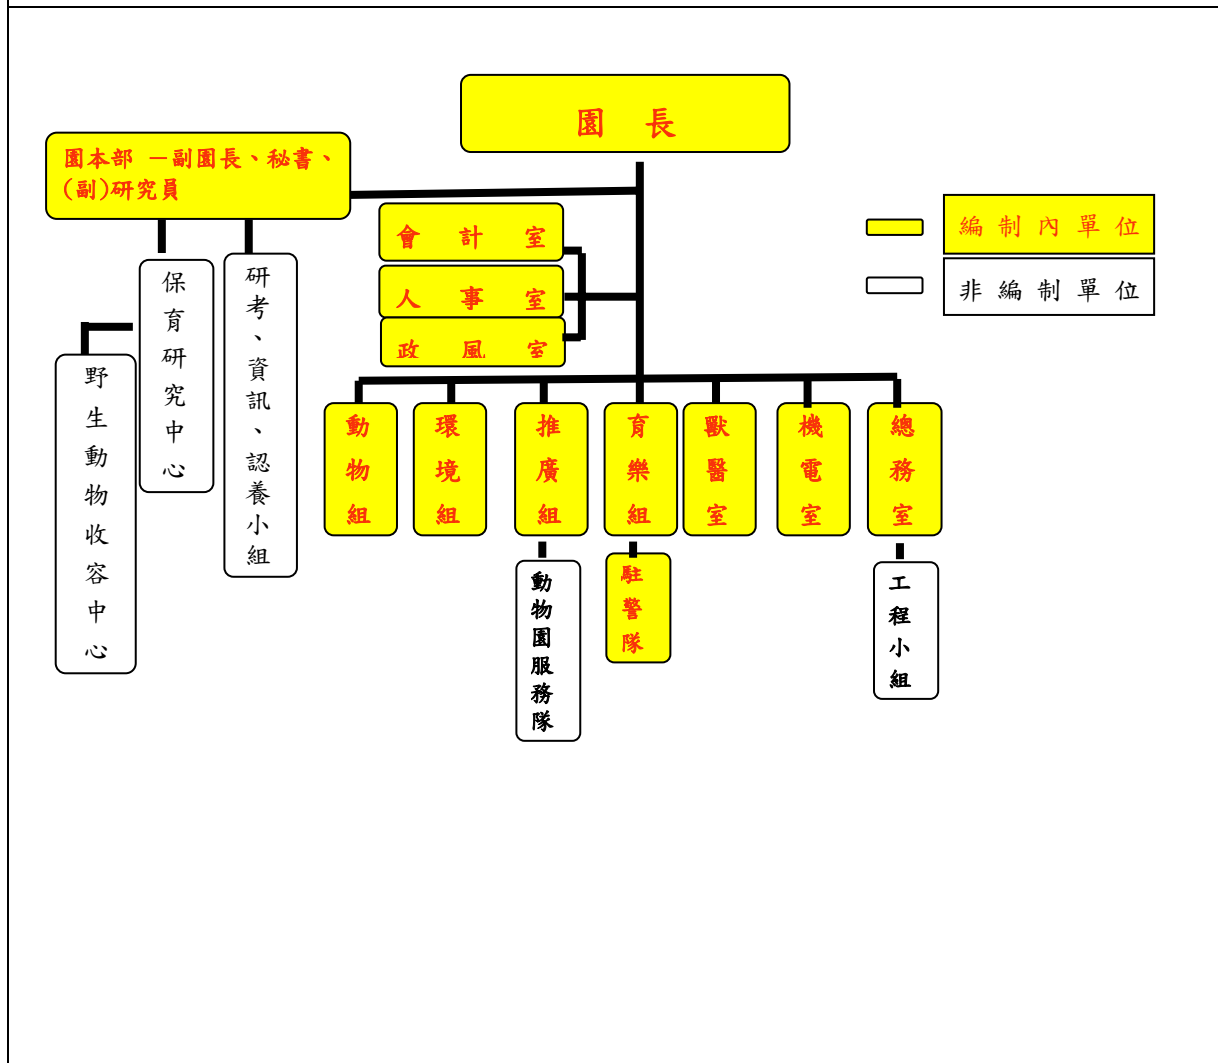 園 長
園本部 －副園長、秘書、
(副)研究員
會 計 室
人 事 室
政 風 室
編 制 內 單 位
非 編 制 單 位
保育研究中心
研考、資訊、認養小組
野生動物收容中心
動物組
環境組
推廣組
育樂組
獸醫室
機電室
總務室
動物園服務隊
駐警隊
工程小組